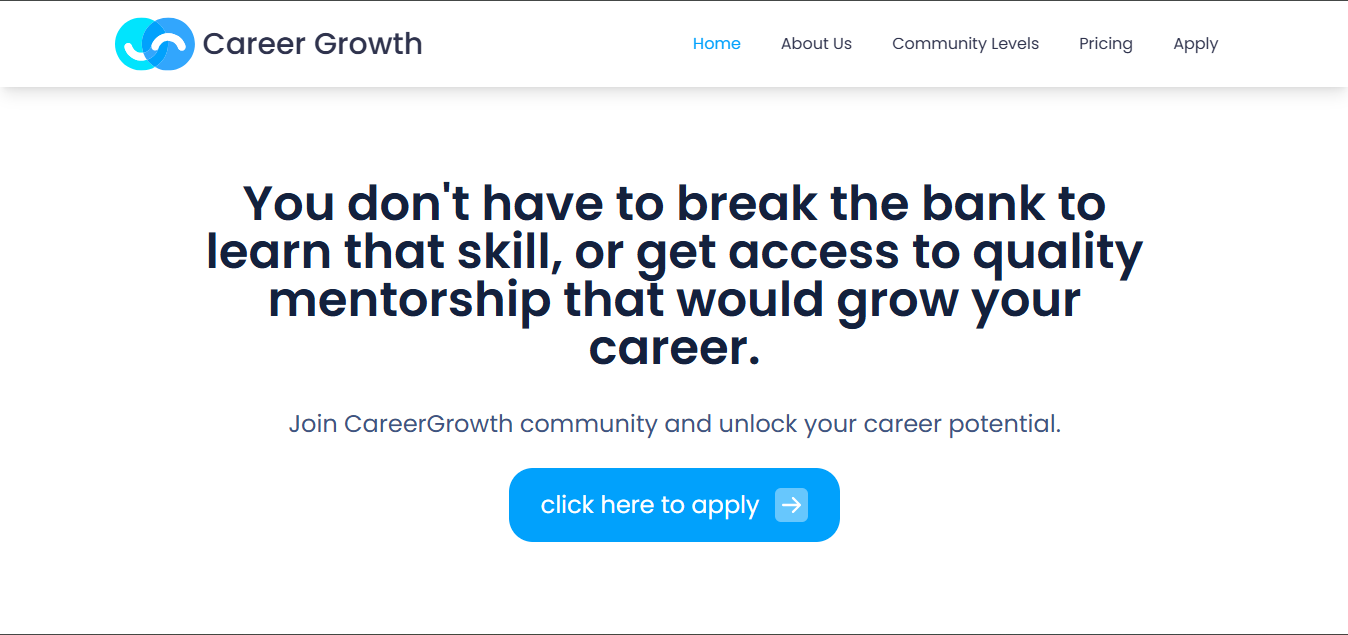 Career Growth
Home
About Us
Community Levels
Pricing
Apply
You don't have to break the bank to
learn that skill, or get access to quality
mentorship that would grow your
career.
Join CareerGrowth community and unlock your career potential.
click here to apply